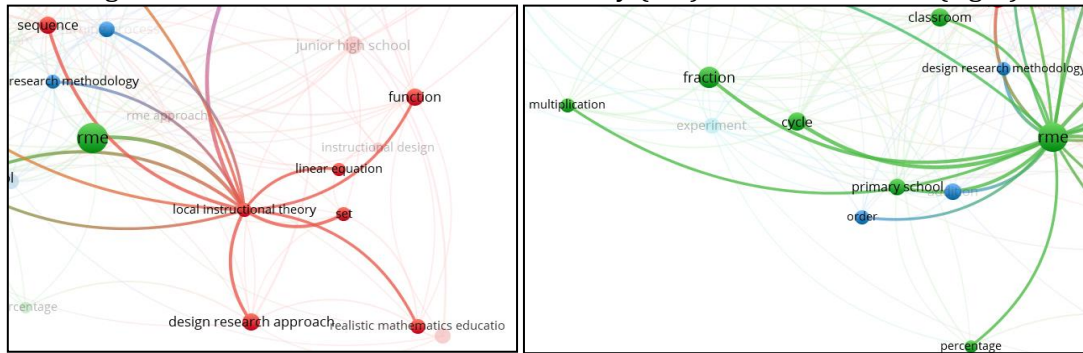 sequence
junior high school
research methodology
function
rme approach
rme
instructional design
linear equation
local instructional theory
set
rcentage
design research approach
realistic mathematics educatio
classroom
design research methodology
fraction
multiplication
experiment
cycle
rme
primary school
order
percentage